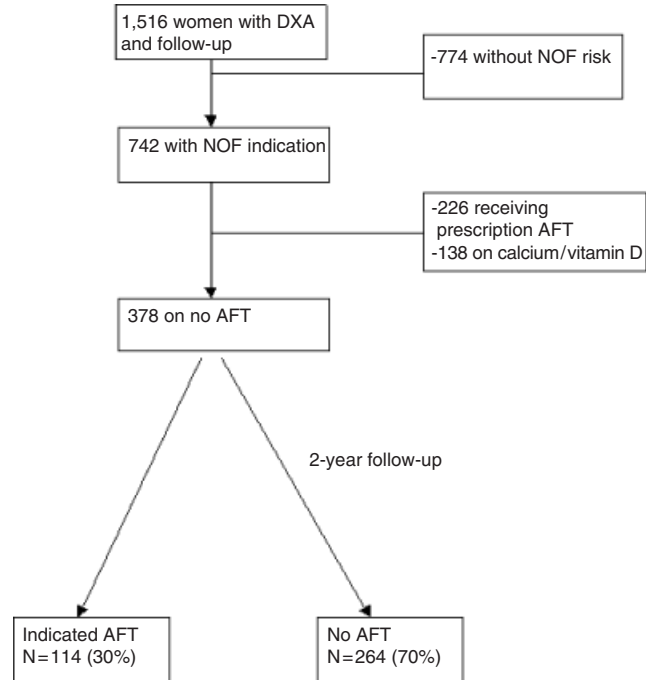 1,516 women with DXA
and follow-up
-774 without NOF risk
742 with NOF indication
-226 receiving
prescription AFT
-138 on calcium/vitamin D
378 on no AFT
2-year follow-up
Indicated AFT
N=114 (30%)
No AFT
N=264 (70%)